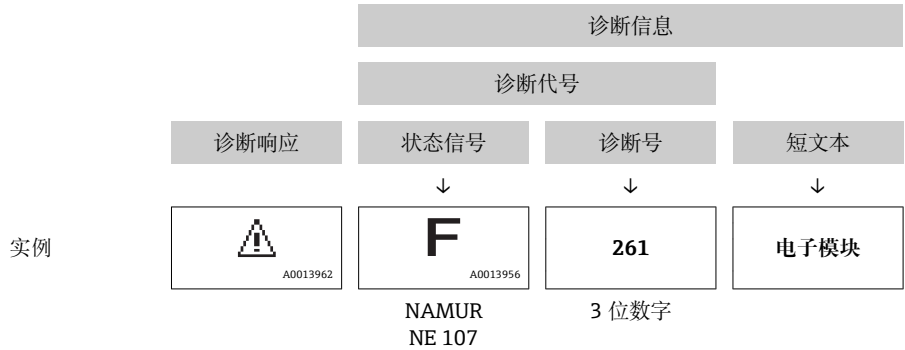 诊断信息
诊断代号
诊断响应 状态信号 诊断号 短文本
↓ ↓ ↓
实例 F 261 电子模块
A0013962 A0013956
NAMUR 3 位数字
NE 107